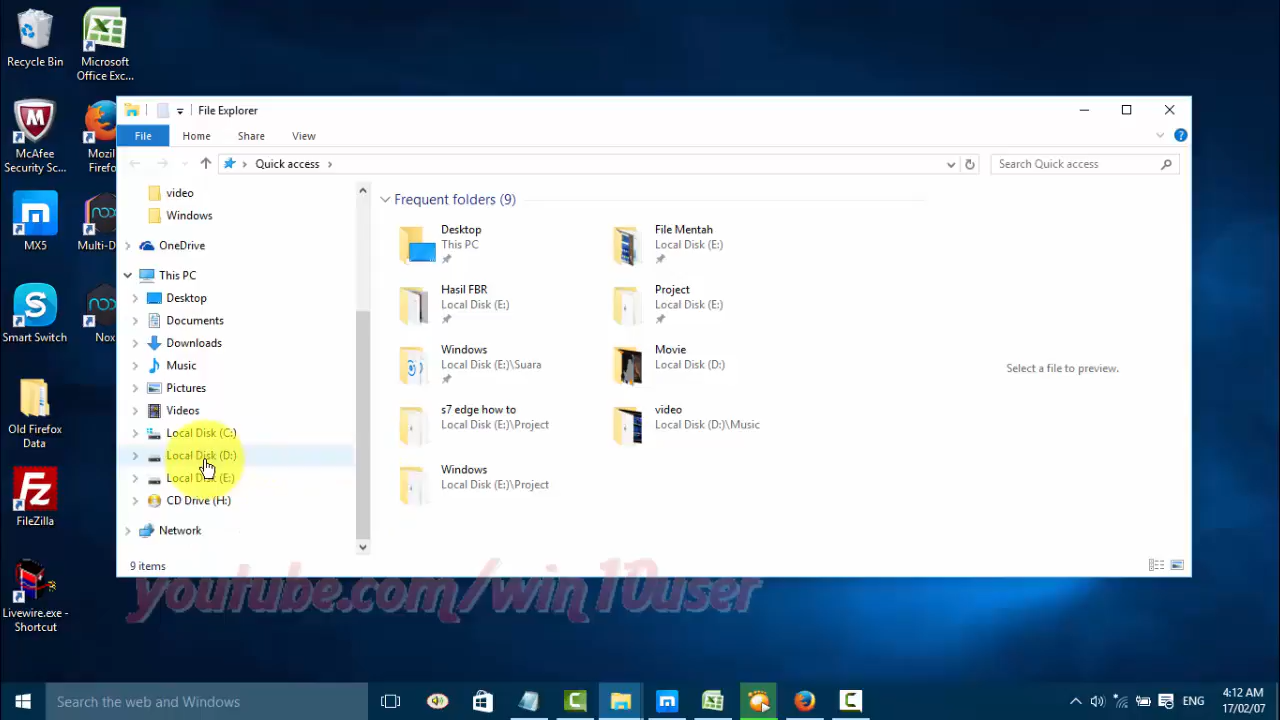 Recycle Bin
Microsoft
Office Exc...
McAfee
Security Sc...
Mozil
Firefo
MX5
Multi-D
Smart Switch
Nox
Old Firefox
Data
FileZilla
Livewire.exe -
Shortcut
File Explorer
File
Home
Share
View
Quick access
Search Quick access
video
Windows
OneDrive
This PC
Desktop
Documents
Downloads
Music
Pictures
Videos
Local Disk (C:)
Local Disk (D:)
Local Disk (E:)
CD Drive (H:)
Network
Frequent folders (9)
Desktop
This PC
File Mentah
Local Disk (E:)
Hasil FBR
Local Disk (E:)
Project
Local Disk (E:)
Windows
Local Disk (E:)\Suara
Movie
Local Disk (D:)
s7 edge how to
Local Disk (E:)\Project
video
Local Disk (D:)\Music
Windows
Local Disk (E:)\Project
Select a file to preview.
9 items
youtube.com/win10user
Search the web and Windows
ENG
4:12 AM
17/02/07